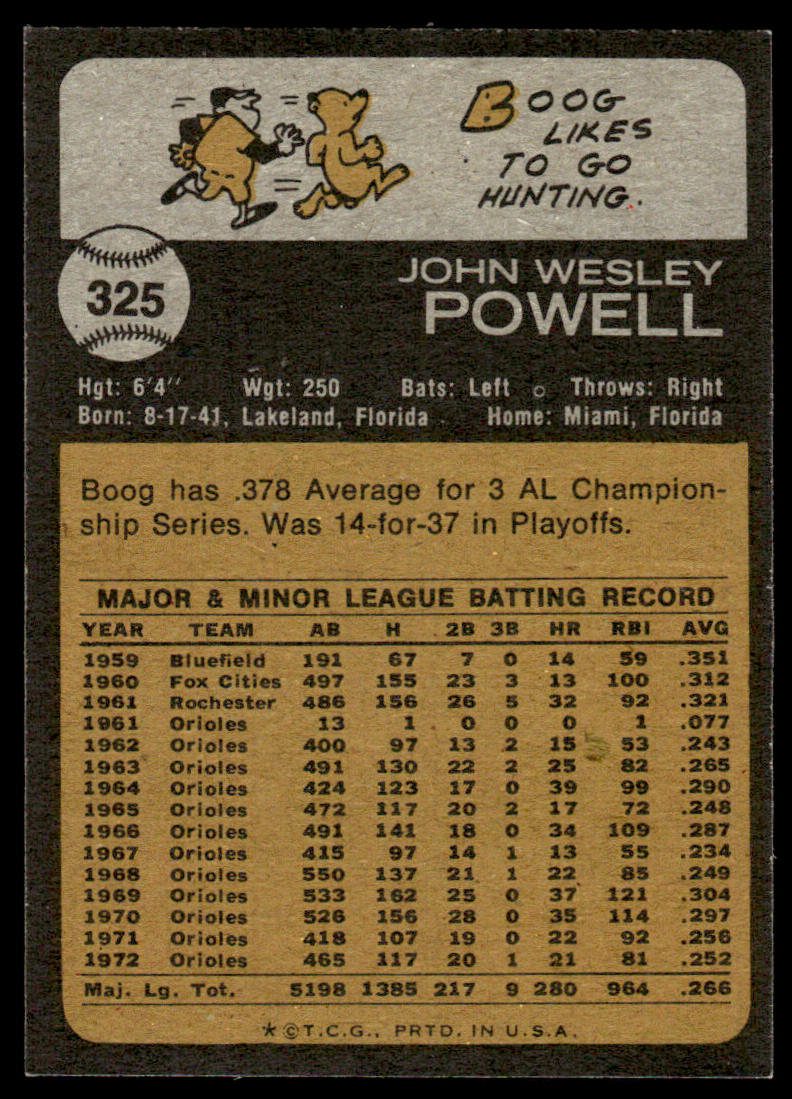 BOOG
LIKES
TO GO
HUNTING.
325
JOHN WESLEY
POWELL
Hgt: 6'4" Wgt: 250 Bats: Left Throws: Right
Born: 8-17-41, Lakeland, Florida Home: Miami, Florida
Boog has .378 Average for 3 AL Champion-
ship Series. Was 14-for-37 in Playoffs.
MAJOR & MINOR LEAGUE BATTING RECORD
YEAR TEAM AB H 2B 3B HR RBI AVG
1959 Bluefield 191 67 7 0 14 59 .351
1960 Fox Cities 497 155 23 3 13 100 .312
1961 Rochester 486 156 26 5 32 92 .321
1961 Orioles 13 1 0 0 0 1 .077
1962 Orioles 400 97 13 2 15 53 .243
1963 Orioles 491 130 22 2 25 82 .265
1964 Orioles 424 123 17 0 39 99 .290
1965 Orioles 472 117 20 2 17 72 .248
1966 Orioles 491 141 18 0 34 109 .287
1967 Orioles 415 97 14 1 13 55 .234
1968 Orioles 550 137 21 1 22 85 .249
1969 Orioles 533 162 25 0 37 121 .304
1970 Orioles 526 156 28 0 35 114 .297
1971 Orioles 418 107 19 0 22 92 .256
1972 Orioles 465 117 20 1 21 81 .252
Maj. Lg. Tot. 5198 1385 217 9 280 964 .266
*©T.C.G., PRTD. IN U.S.A.